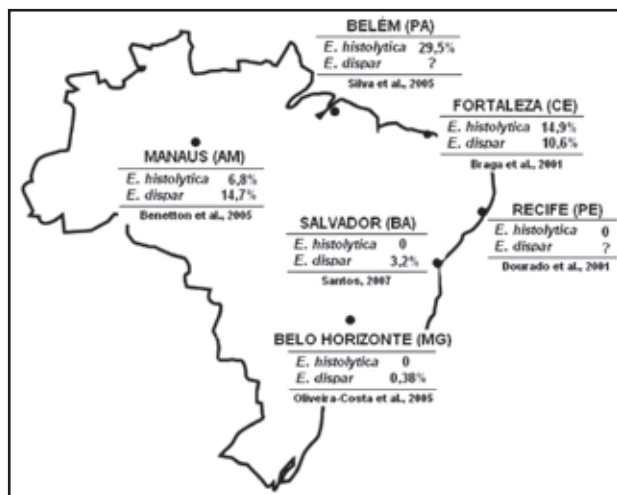 BELÉM (PA)
E. histolytica 29,5%
E. dispar ?
Silva et al., 2005
FORTALEZA (CE)
E. histolytica 14,9%
E. dispar 10,6%
Braga et al., 2001
MANAUS (AM)
E. histolytica 6,8%
E. dispar 14,7%
Benetton et al., 2005
RECIFE (PE)
E. histolytica 0
E. dispar ?
Dourado et al., 2001
SALVADOR (BA)
E. histolytica 0
E. dispar 3,2%
Santos, 2007
BELO HORIZONTE (MG)
E. histolytica 0
E. dispar 0,38%
Oliveira-Costa et al., 2005